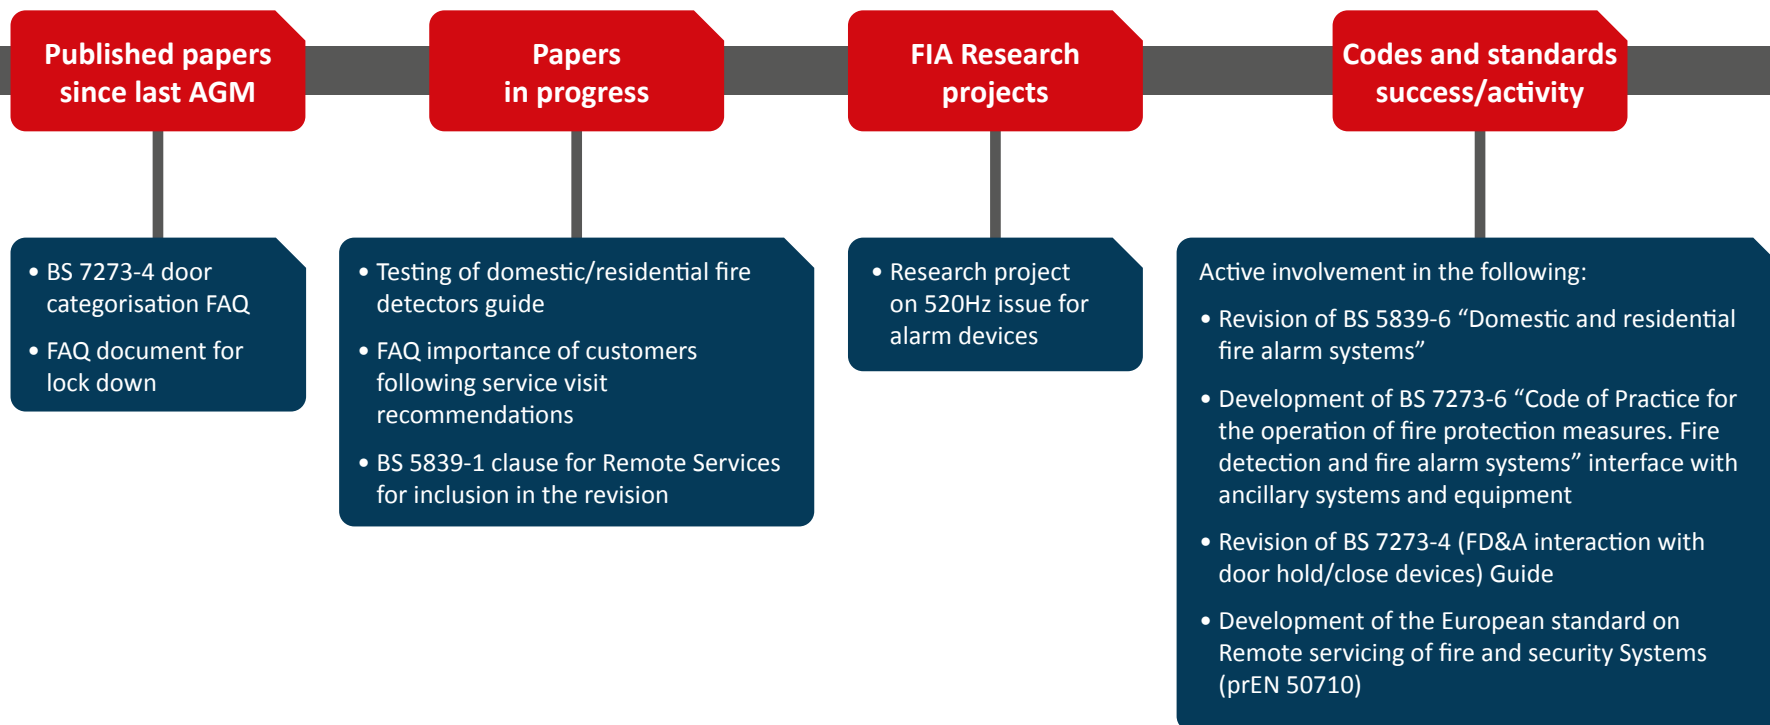 Published papers
since last AGM
• BS 7273-4 door
categorisation FAQ
• FAQ document for
lock down
Papers
in progress
• Testing of domestic/residential fire
detectors guide
• FAQ importance of customers
following service visit
recommendations
• BS 5839-1 clause for Remote Services
for inclusion in the revision
FIA Research
projects
• Research project
on 520Hz issue for
alarm devices
Codes and standards
success/activity
Active involvement in the following:
• Revision of BS 5839-6 “Domestic and residential
fire alarm systems”
• Development of BS 7273-6 “Code of Practice for
the operation of fire protection measures. Fire
detection and fire alarm systems” interface with
ancillary systems and equipment
• Revision of BS 7273-4 (FD&A interaction with
door hold/close devices) Guide
• Development of the European standard on
Remote servicing of fire and security Systems
(prEN 50710)